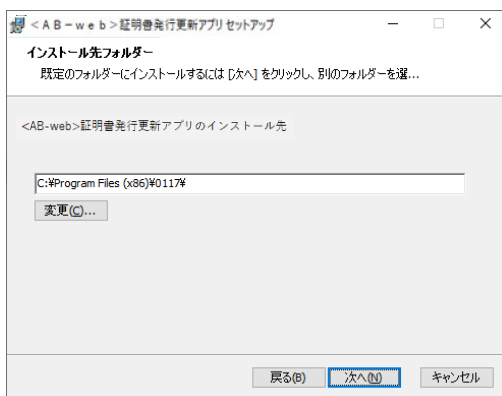 <AB-web>証明書発行更新アプリ セットアップ
インストール先フォルダー
既定のフォルダーにインストールするには [次へ] をクリックし、別のフォルダーを選...
<AB-web>証明書発行更新アプリのインストール先
C:¥Program Files (x86)¥0117¥
変更(C)...
戻る(B)
次へ(N)
キャンセル